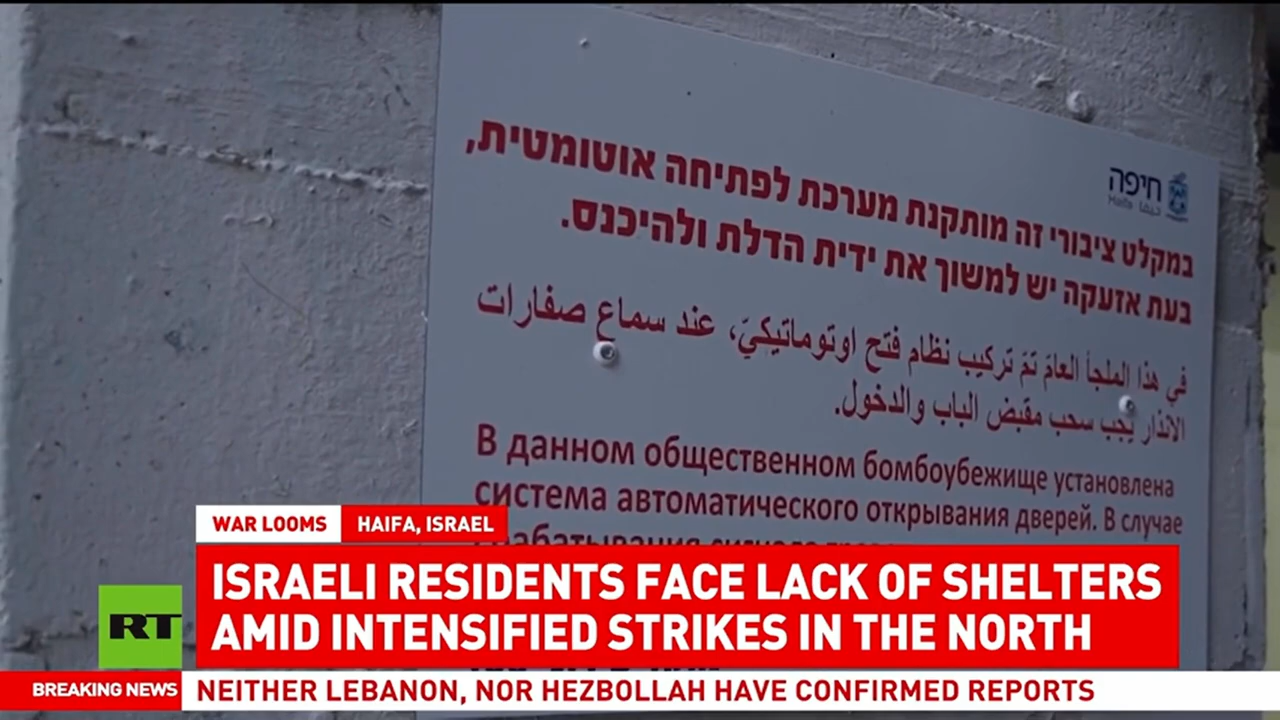 חיפה
Haifa حيفا
במקלט ציבורי זה מותקנת מערכת לפתיחה אוטומטית,
בעת אזעקה יש למשוך את ידית הדלת ולהיכנס.
في هذا الملجأ العامّ تمّ تركيب نظام فتح اوتوماتيكيّ، عند سماع صفارات
الانذار يجب سحب مقبض الباب والدخول.
В данном общественном бомбоубежище установлена
система автоматического открывания дверей. В случае
WAR LOOMS HAIFA, ISRAEL
ISRAELI RESIDENTS FACE LACK OF SHELTERS
AMID INTENSIFIED STRIKES IN THE NORTH
RT
BREAKING NEWS NEITHER LEBANON, NOR HEZBOLLAH HAVE CONFIRMED REPORTS